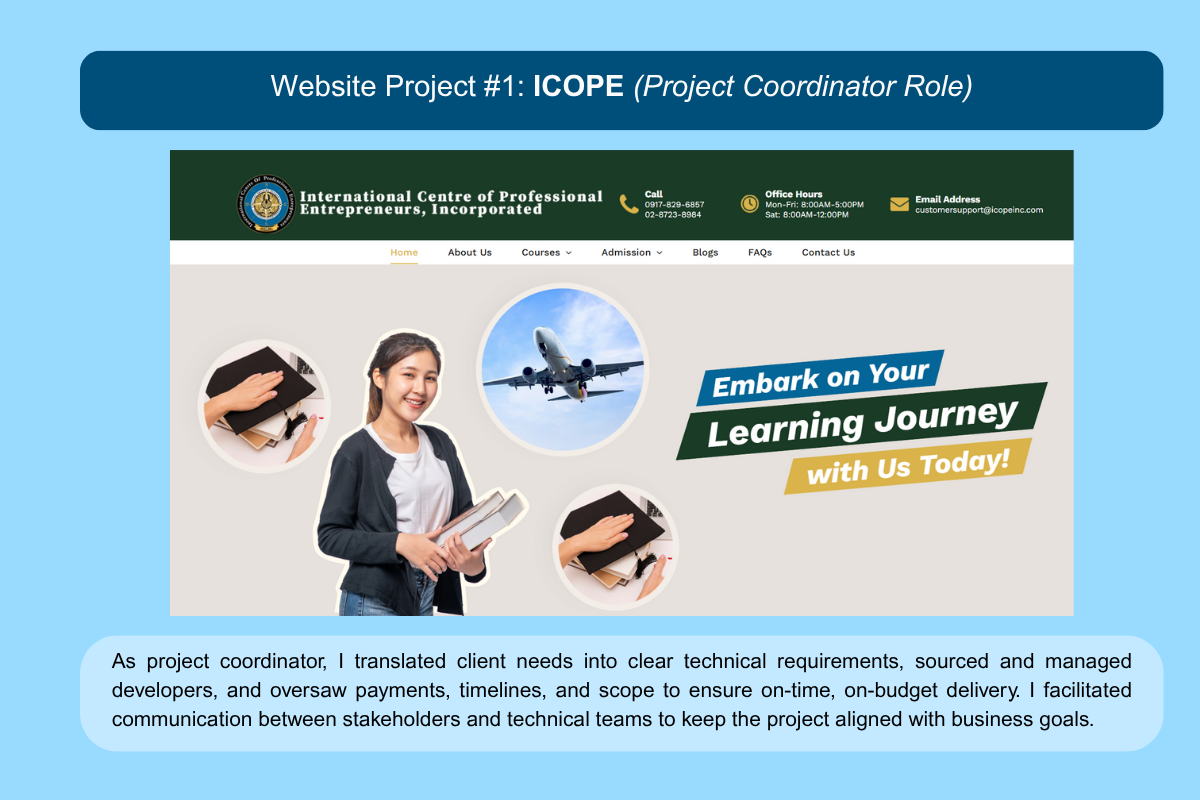 Website Project #1: ICOPE (Project Coordinator Role)
International Centre of Professional
Entrepreneurs, Incorporated
Call
0917-829-6857
02-8723-8984
Office Hours
Mon-Fri: 8:00AM-5:00PM
Sat: 8:00AM-12:00PM
Email Address
customersupport@icopeinc.com
Home About Us Courses Admission Blogs FAQs Contact Us
Embark on Your
Learning Journey
with Us Today!
As project coordinator, I translated client needs into clear technical requirements, sourced and managed
developers, and oversaw payments, timelines, and scope to ensure on-time, on-budget delivery. I facilitated
communication between stakeholders and technical teams to keep the project aligned with business goals.